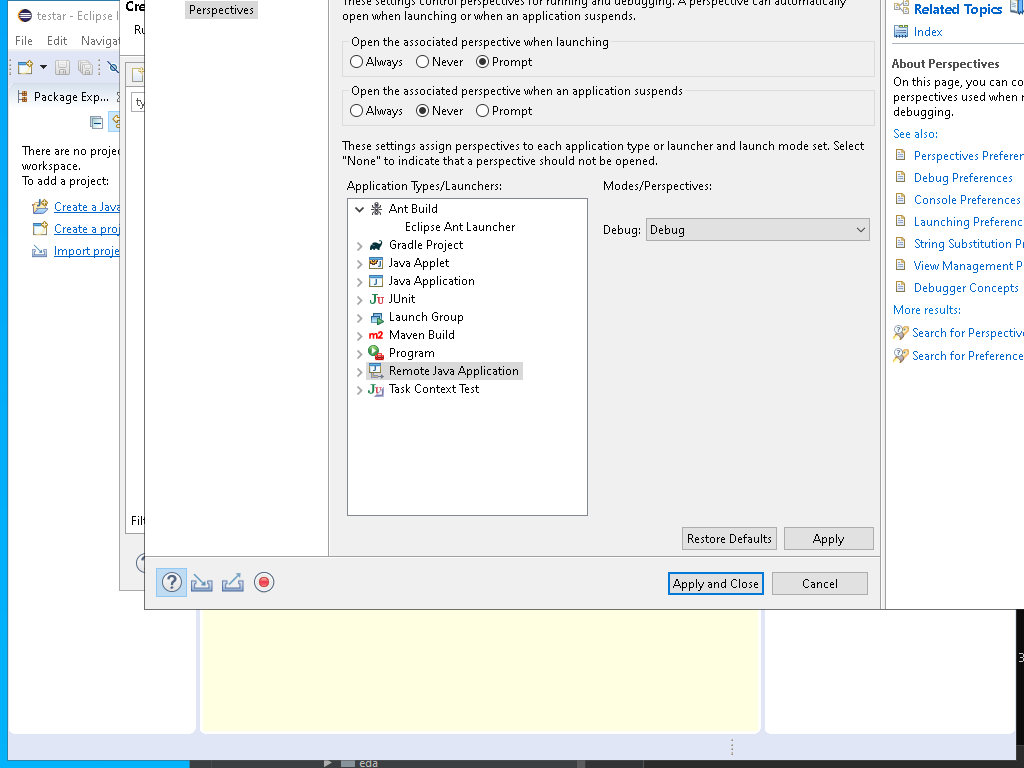 testar - Eclipse I
File Edit Navigat
Package Exp...
There are no proje
workspace.
To add a project:
Create a Java
Create a proj
Import proje
Cre
Ru
ty
Filt
Perspectives
These settings control perspectives for running and debugging. A perspective can automatically
open when launching or when an application suspends.
Open the associated perspective when launching
Always Never Prompt
Open the associated perspective when an application suspends
Always Never Prompt
These settings assign perspectives to each application type or launcher and launch mode set. Select
"None" to indicate that a perspective should not be opened.
Application Types/Launchers:
Modes/Perspectives:
Ant Build
Eclipse Ant Launcher
Gradle Project
Java Applet
Java Application
JUnit
Launch Group
Maven Build
Program
Remote Java Application
Task Context Test
Debug: Debug
Restore Defaults Apply
Apply and Close Cancel
Related Topics
Index
About Perspectives
On this page, you can co
perspectives used when r
debugging.
See also:
Perspectives Preferen
Debug Preferences
Console Preferences
Launching Preferenc
String Substitution Pr
View Management P
Debugger Concepts
More results:
Search for Perspective
Search for Preference
3
eda